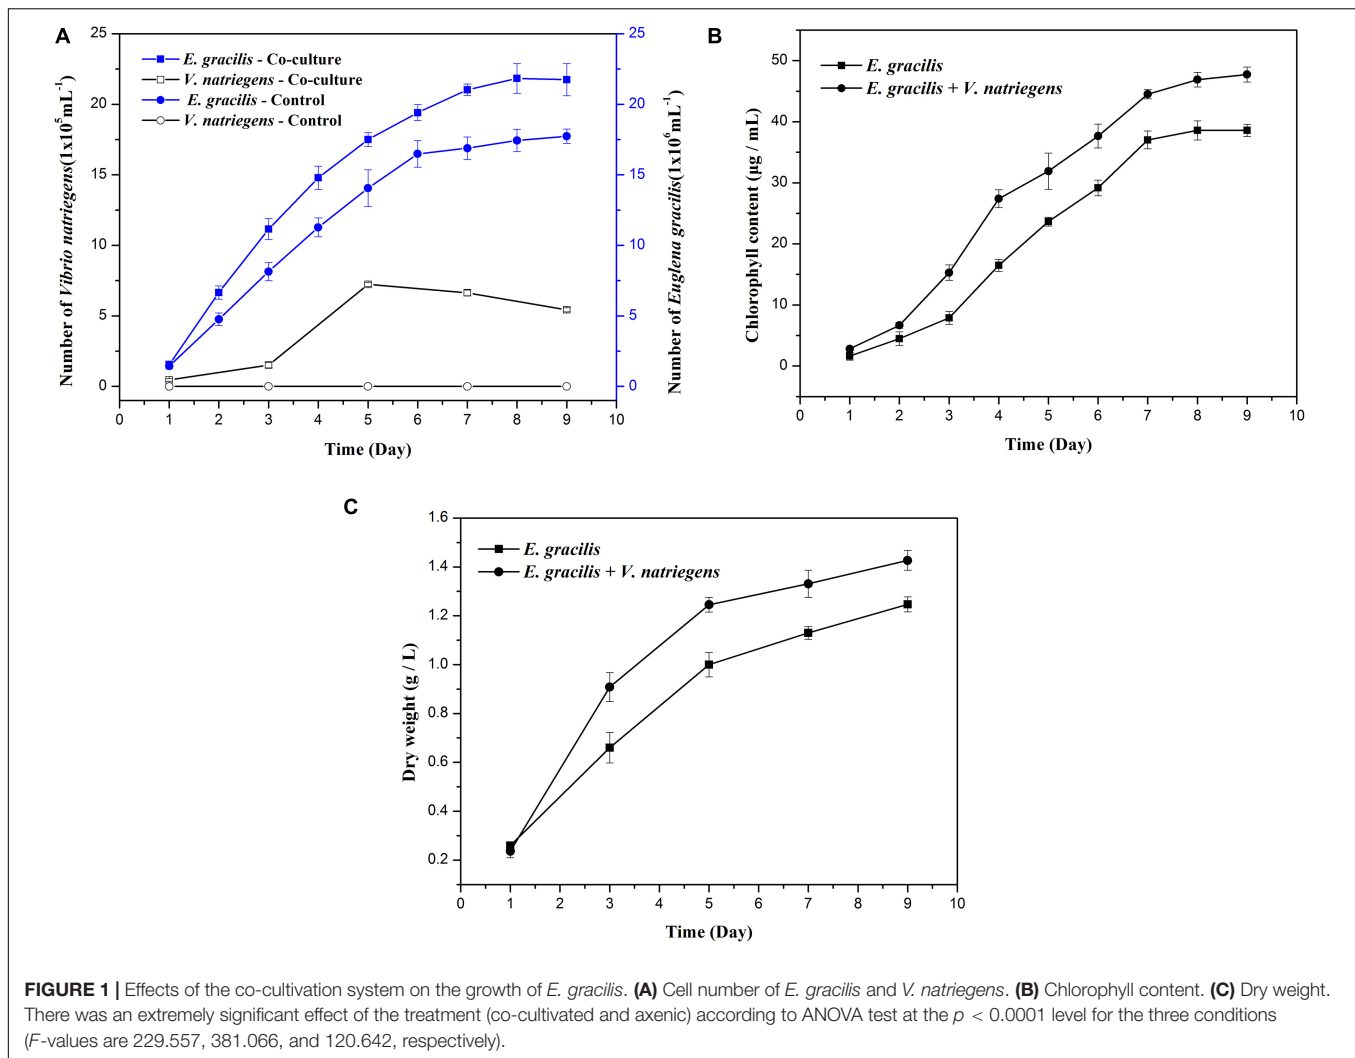 A
25
20
15
10
5
0
Number of Vibrio natriegens(1x10⁵mL⁻¹)
E. gracilis - Co-culture
V. natriegens - Co-culture
E. gracilis - Control
V. natriegens - Control
25
20
15
10
5
0
Number of Euglena gracilis(1x10⁶mL⁻¹)
0 1 2 3 4 5 6 7 8 9 10
Time (Day)
B
50
40
30
20
10
0
Chlorophyll content (µg / mL)
E. gracilis
E. gracilis + V. natriegens
0 1 2 3 4 5 6 7 8 9 10
Time (Day)
C
1.6
1.4
1.2
1.0
0.8
0.6
0.4
0.2
Dry weight (g / L)
E. gracilis
E. gracilis + V. natriegens
0 1 2 3 4 5 6 7 8 9 10
Time (Day)
FIGURE 1 | Effects of the co-cultivation system on the growth of E. gracilis. (A) Cell number of E. gracilis and V. natriegens. (B) Chlorophyll content. (C) Dry weight.
There was an extremely significant effect of the treatment (co-cultivated and axenic) according to ANOVA test at the p < 0.0001 level for the three conditions
(F-values are 229.557, 381.066, and 120.642, respectively).